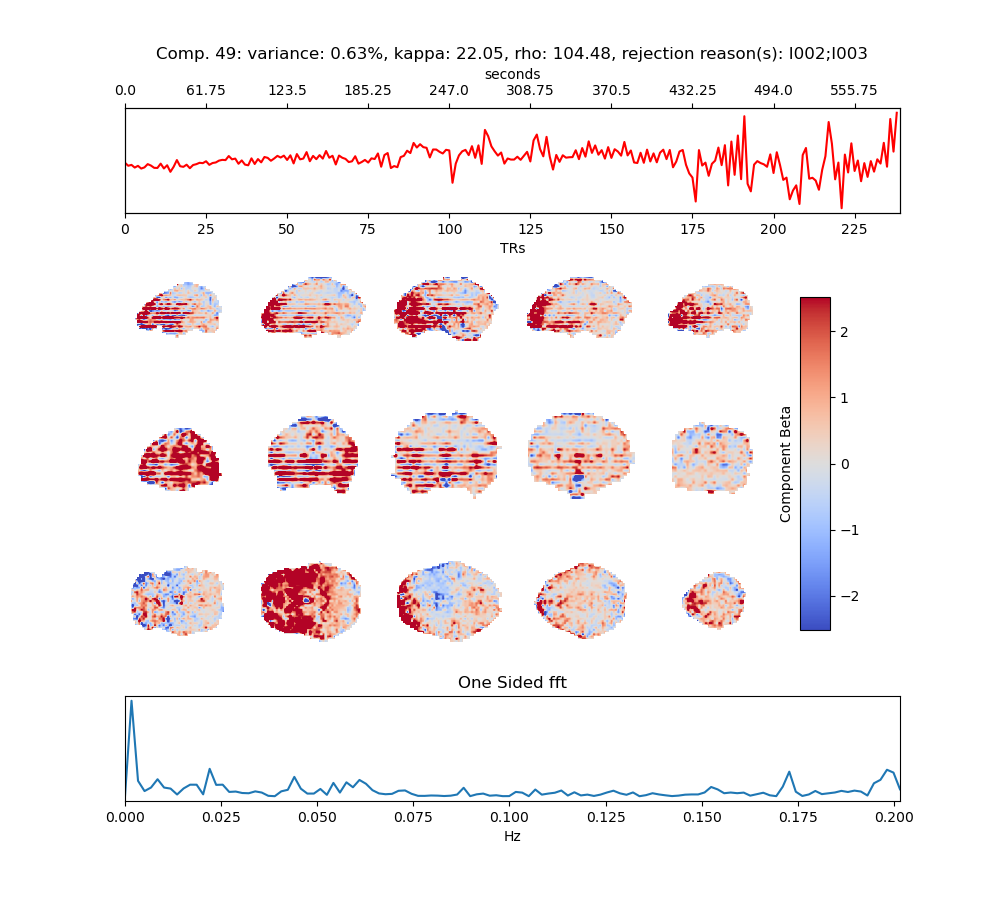 Comp. 49: variance: 0.63%, kappa: 22.05, rho: 104.48, rejection reason(s): I002;I003
seconds
0.0 61.75 123.5 185.25 247.0 308.75 370.5 432.25 494.0 555.75
0 25 50 75 100 125 150 175 200 225
TRs
2
1
0
−1
−2
Component Beta
One Sided fft
0.000 0.025 0.050 0.075 0.100 0.125 0.150 0.175 0.200
Hz